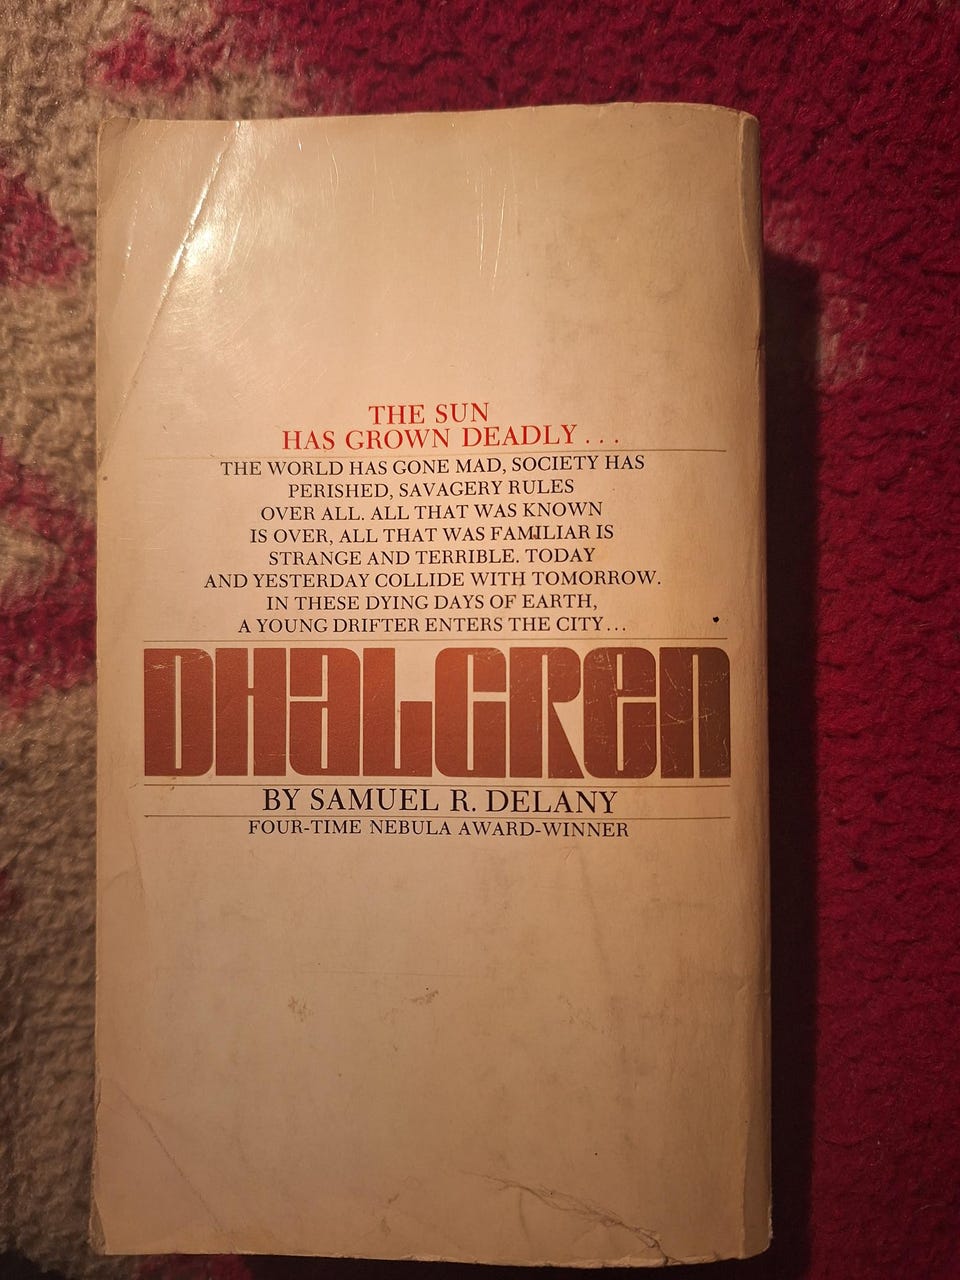 THE SUN
HAS GROWN DEADLY...
THE WORLD HAS GONE MAD, SOCIETY HAS
PERISHED, SAVAGERY RULES
OVER ALL. ALL THAT WAS KNOWN
IS OVER, ALL THAT WAS FAMILIAR IS
STRANGE AND TERRIBLE. TODAY
AND YESTERDAY COLLIDE WITH TOMORROW.
IN THESE DYING DAYS OF EARTH,
A YOUNG DRIFTER ENTERS THE CITY...
DHALGREN
BY SAMUEL R. DELANY
FOUR-TIME NEBULA AWARD-WINNER